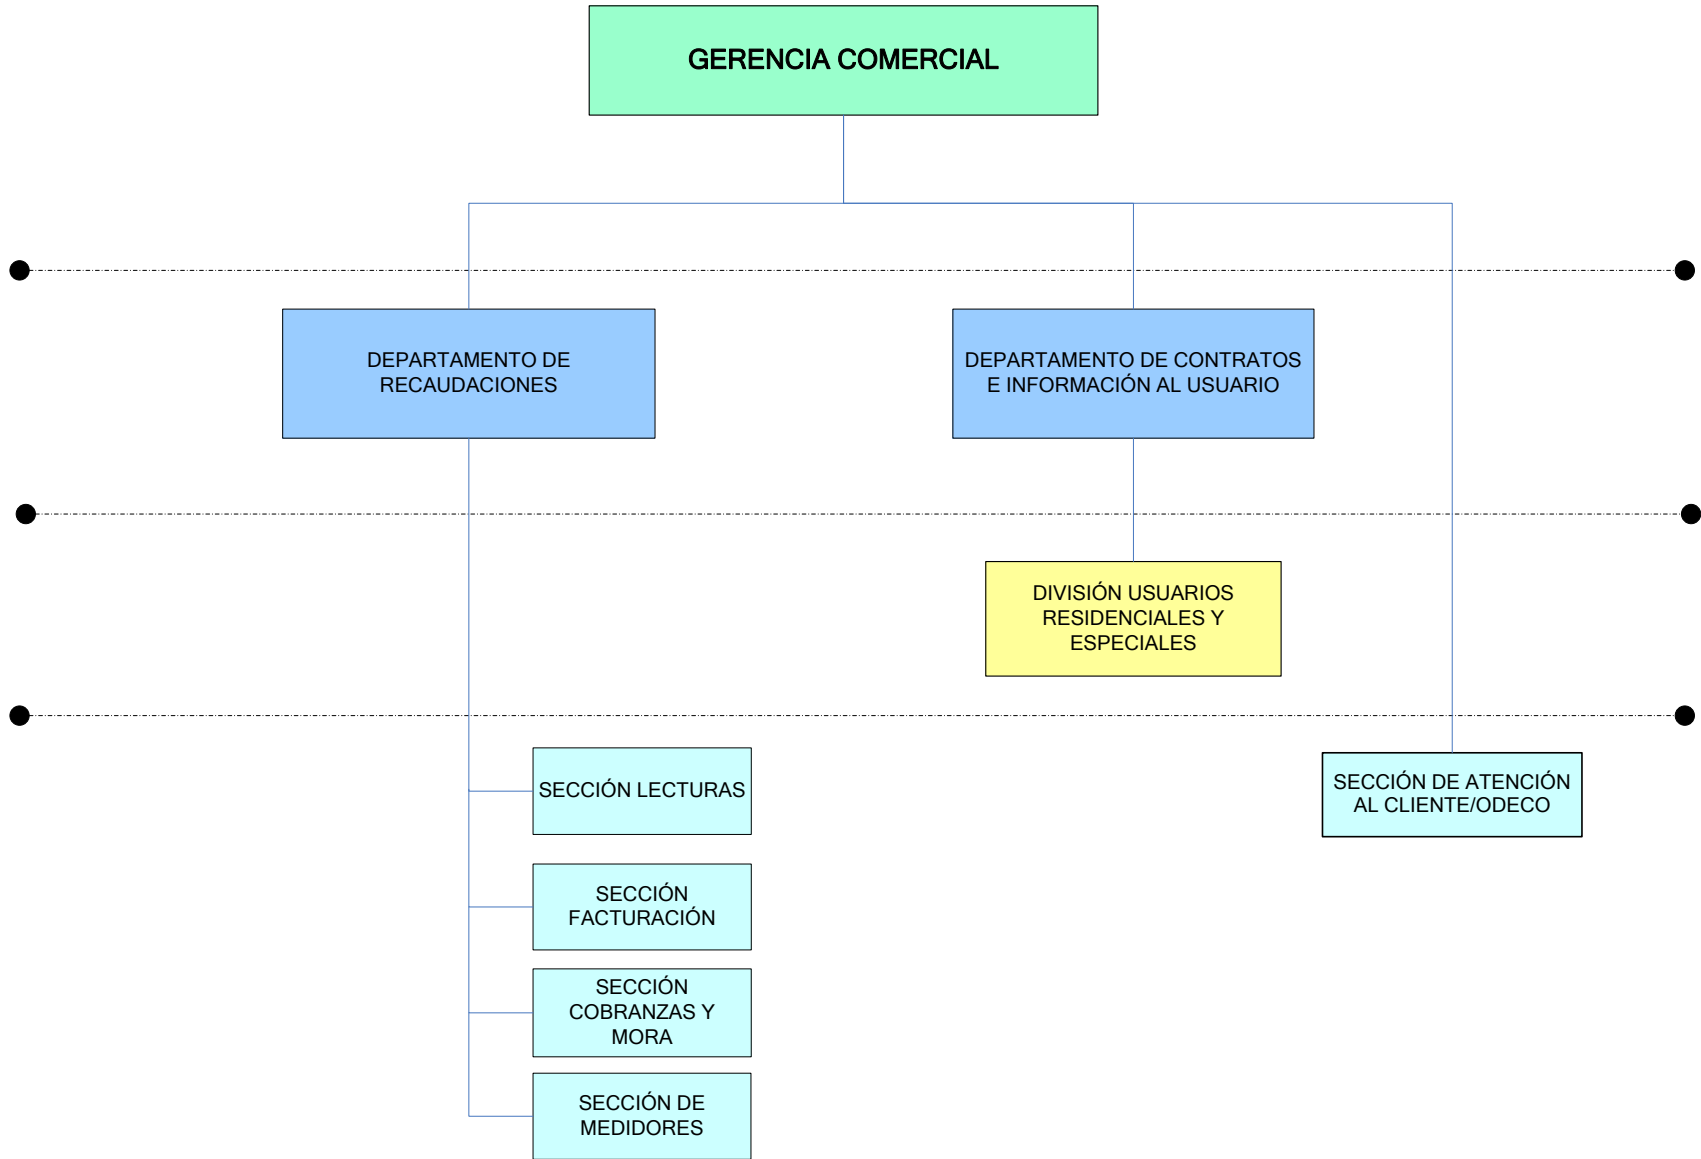 GERENCIA COMERCIAL
DEPARTAMENTO DE
RECAUDACIONES
DEPARTAMENTO DE CONTRATOS
E INFORMACIÓN AL USUARIO
DIVISIÓN USUARIOS
RESIDENCIALES Y
ESPECIALES
SECCIÓN LECTURAS
SECCIÓN DE ATENCIÓN
AL CLIENTE/ODECO
SECCIÓN
FACTURACIÓN
SECCIÓN
COBRANZAS Y
MORA
SECCIÓN DE
MEDIDORES